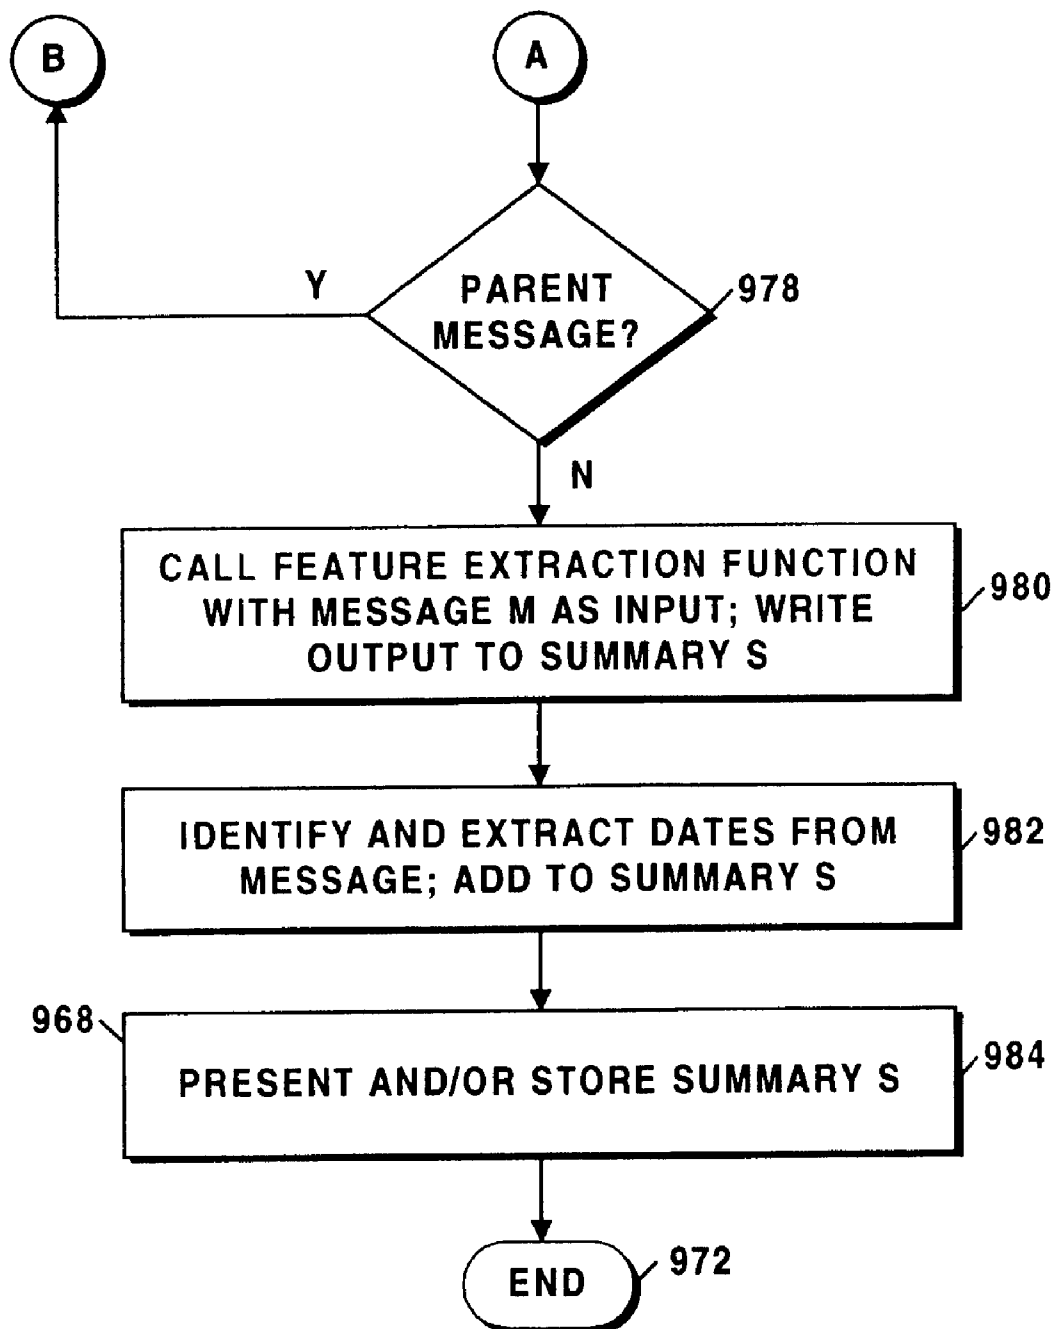 B
A
Y
PARENT
MESSAGE?
978
N
CALL FEATURE EXTRACTION FUNCTION
WITH MESSAGE M AS INPUT; WRITE
OUTPUT TO SUMMARY S
980
IDENTIFY AND EXTRACT DATES FROM
MESSAGE; ADD TO SUMMARY S
982
968
PRESENT AND/OR STORE SUMMARY S
984
END
972